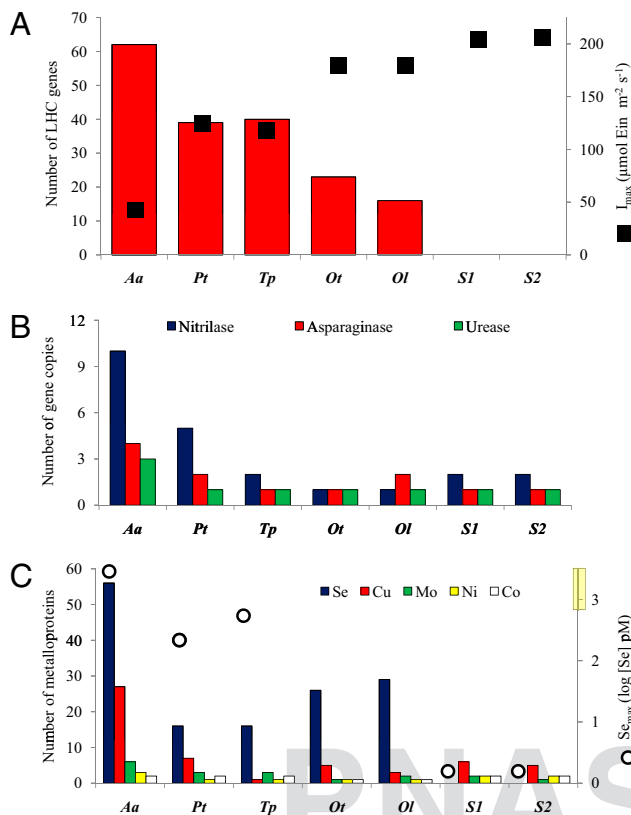 A
70
60
50
40
30
20
10
0
Number of LHC genes
200
150
100
50
0
I_max (μmol Ein m⁻² s⁻¹)
Aa Pt Tp Ot Ol S1 S2
B
Nitrilase Asparaginase Urease
12
9
6
3
0
Number of gene copies
Aa Pt Tp Ot Ol S1 S2
C
Se Cu Mo Ni Co
60
50
40
30
20
10
0
Number of metalloproteins
3
2
1
0
Se_max (log [Se] pM)
Aa Pt Tp Ot Ol S1 S2
PNAS